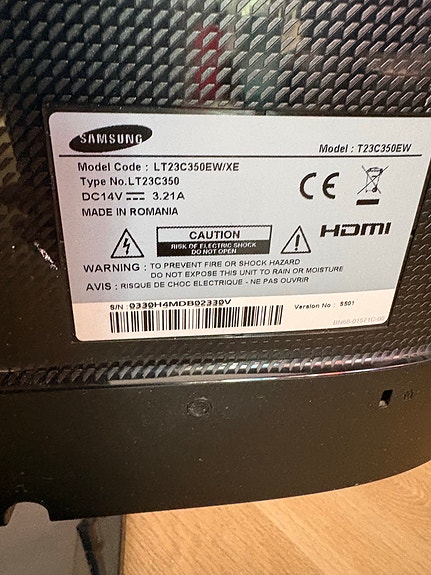 SAMSUNG
Model : T23C350EW
Model Code : LT23C350EW/XE
Type No.LT23C350
DC14V 3.21A
MADE IN ROMANIA
CE
HDMI
CAUTION
RISK OF ELECTRIC SHOCK
DO NOT OPEN
WARNING : TO PREVENT FIRE OR SHOCK HAZARD
DO NOT EXPOSE THIS UNIT TO RAIN OR MOISTURE
AVIS : RISQUE DE CHOC ELECTRIQUE - NE PAS OUVRIR
S/N : 0330H4MDB02330V
Version No : SS01